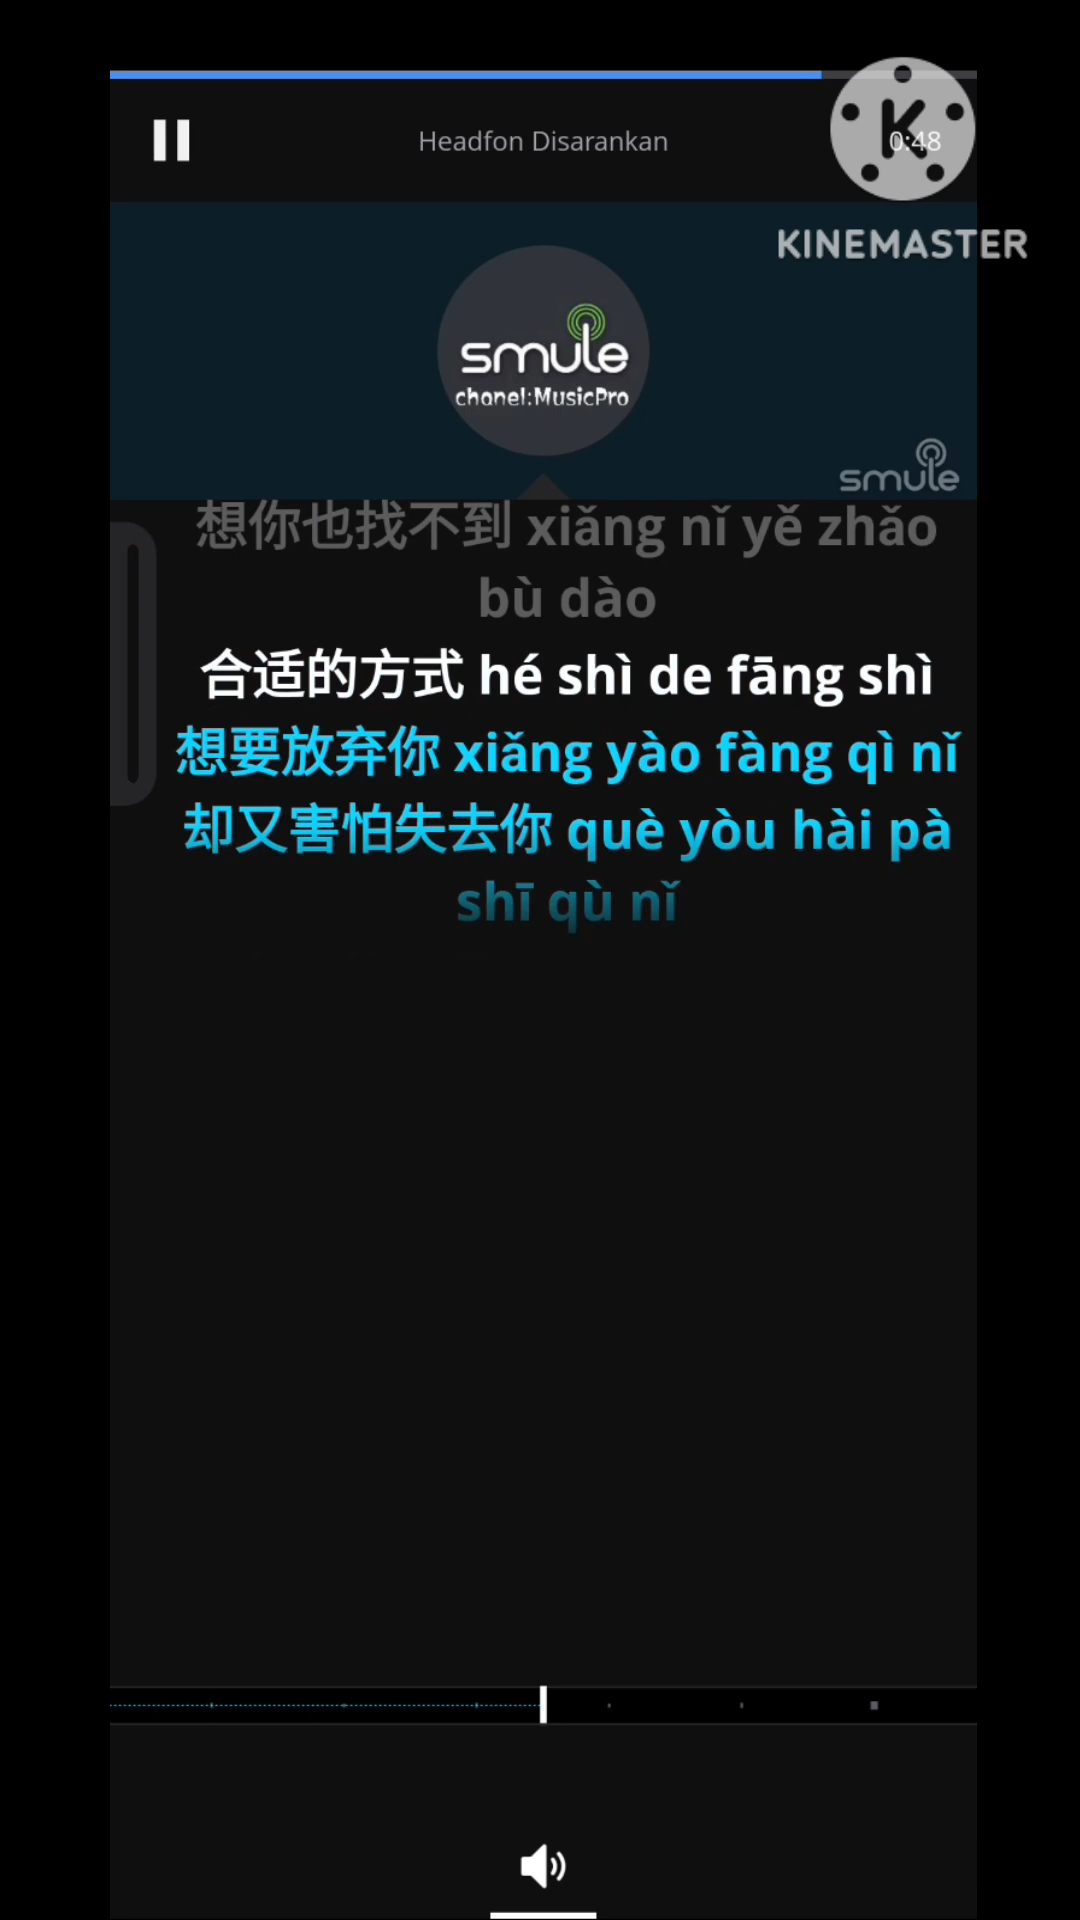 Headfon Disarankan
0:48
KINEMASTER
smule
chanel:MusicPro
smule
想你也找不到 xiǎng nǐ yě zhǎo
bù dào
合适的方式 hé shì de fāng shì
想要放弃你 xiǎng yào fàng qì nǐ
却又害怕失去你 què yòu hài pà
shī qù nǐ